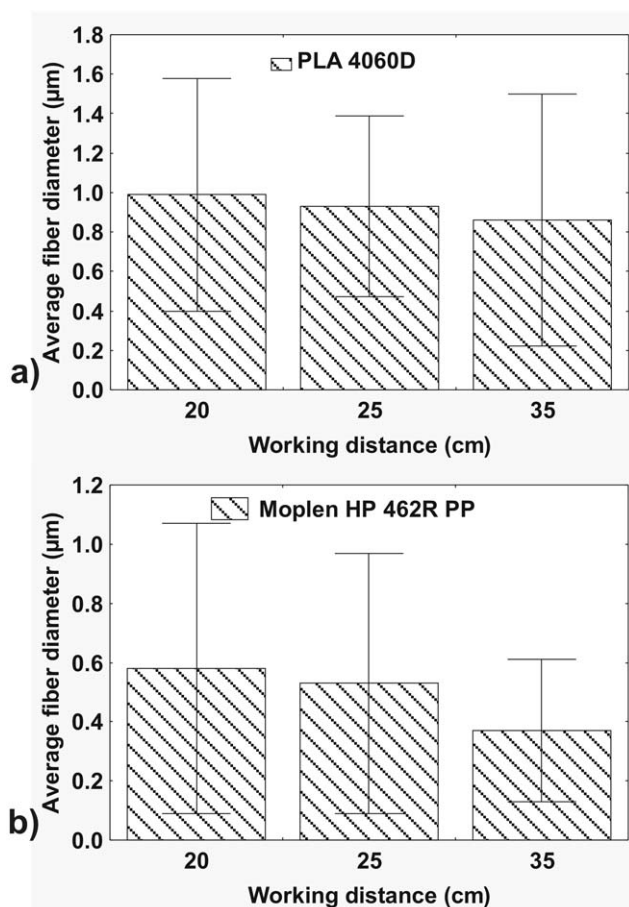 1.8
PLA 4060D
1.6
1.4
1.2
1.0
0.8
0.6
0.4
0.2
0.0
Average fiber diameter (µm)
a)
20 25 35
Working distance (cm)
1.2
Moplen HP 462R PP
1.0
0.8
0.6
0.4
0.2
0.0
Average fiber diameter (µm)
b)
20 25 35
Working distance (cm)